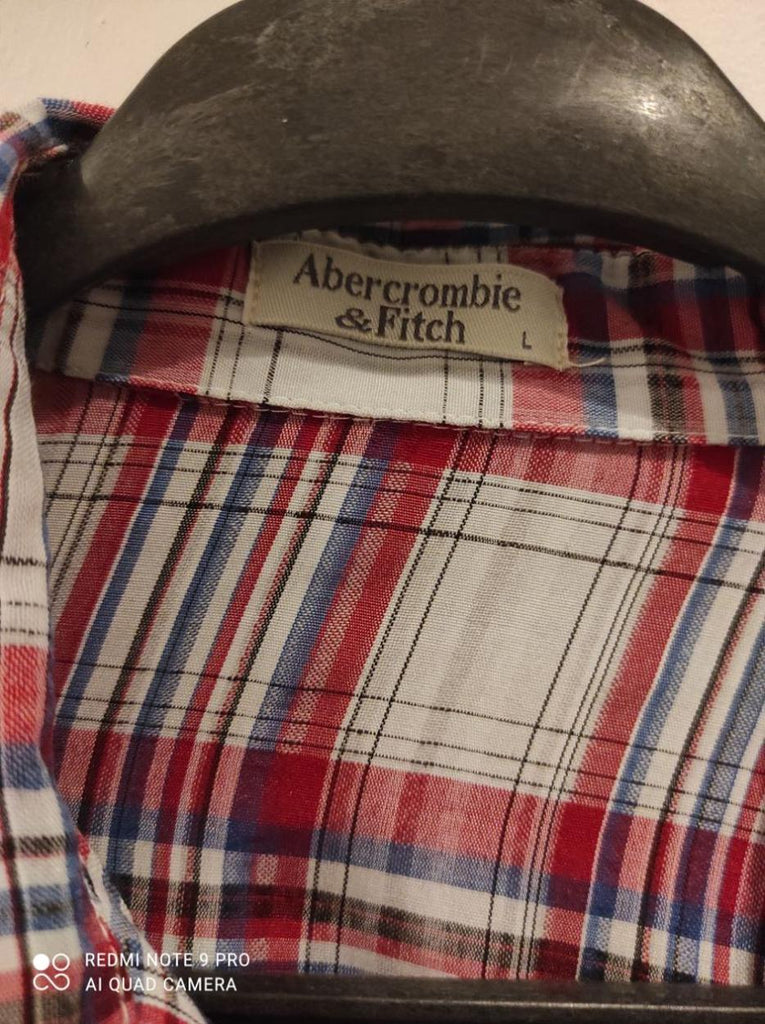 Abercrombie
& Fitch
L
REDMI NOTE 9 PRO
AI QUAD CAMERA